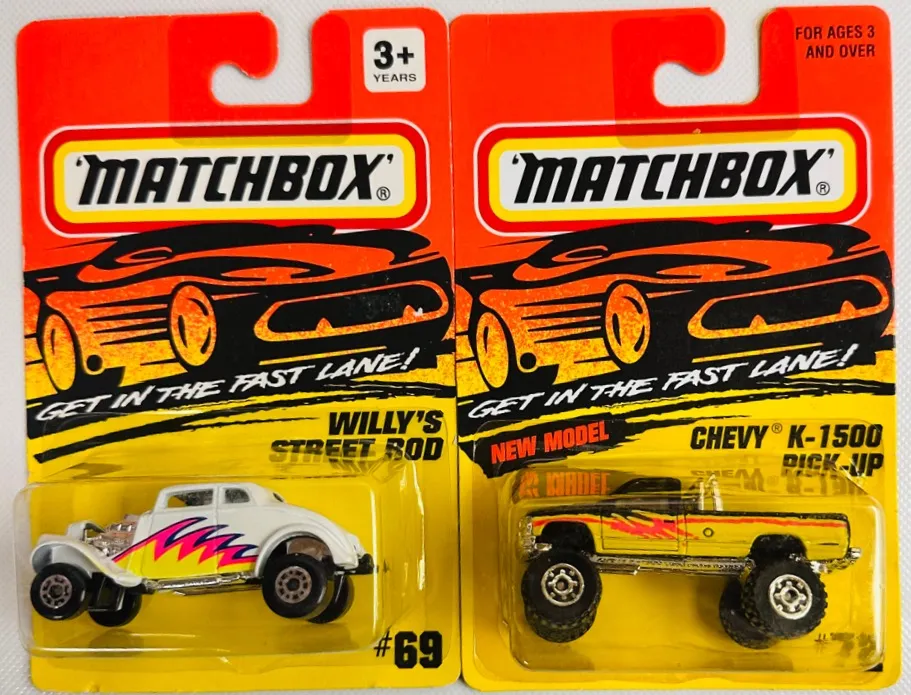 3+
YEARS
'MATCHBOX'®
GET IN THE FAST LANE!
WILLY'S
STREET ROD
#69
FOR AGES 3
AND OVER
'MATCHBOX'®
GET IN THE FAST LANE!
NEW MODEL
CHEVY® K-1500
PICK-UP